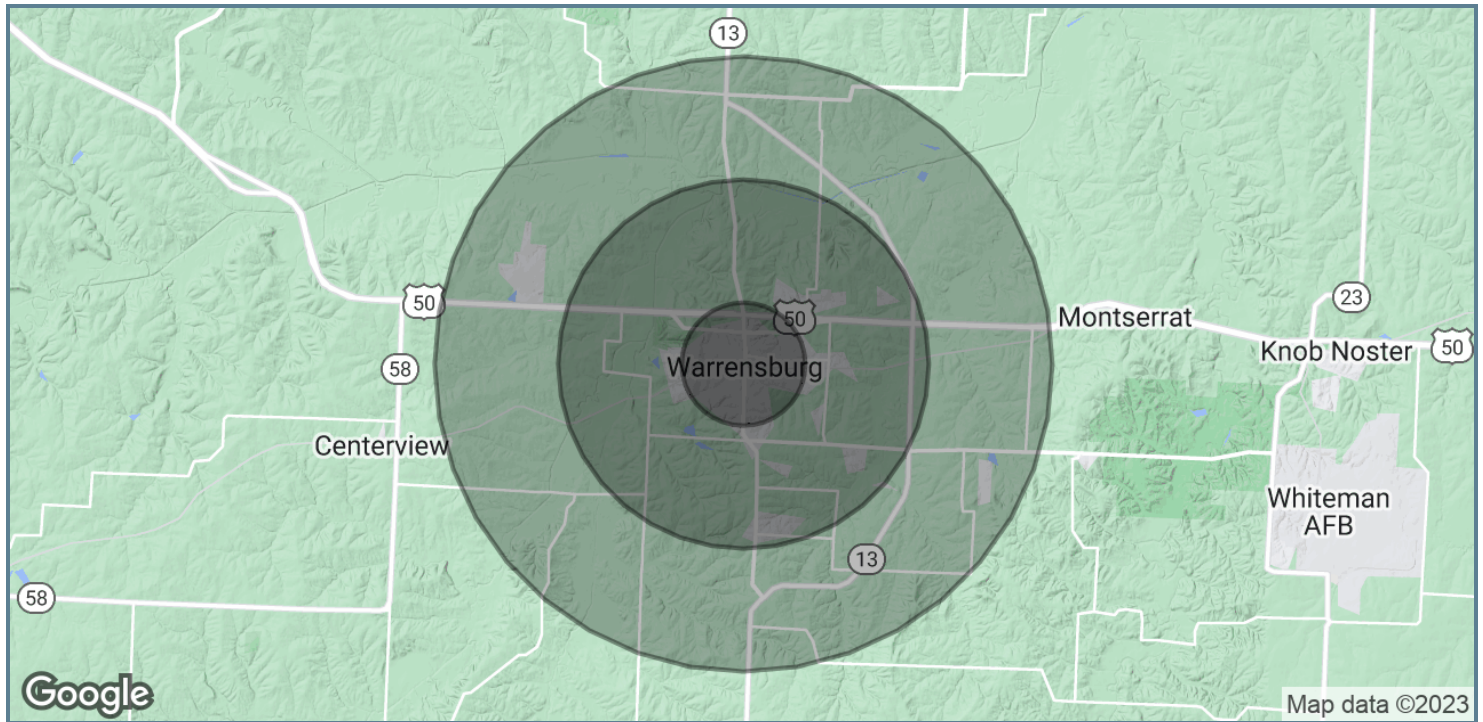 13
50
50
23
Montserrat
50
Knob Noster
58
Warrensburg
Centerview
Whiteman
AFB
13
58
Google
Map data ©2023